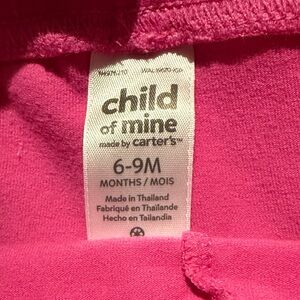 child
of mine
made by carter's™
6-9M
MONTHS / MOIS
Made in Thailand
Fabriqué en Thaïlande
Hecho en Tailandia